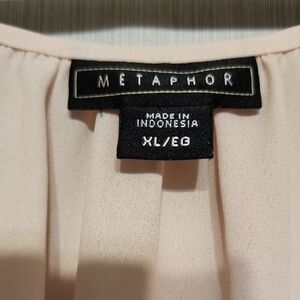 METAPHOR
MADE IN
INDONESIA
XL/EG